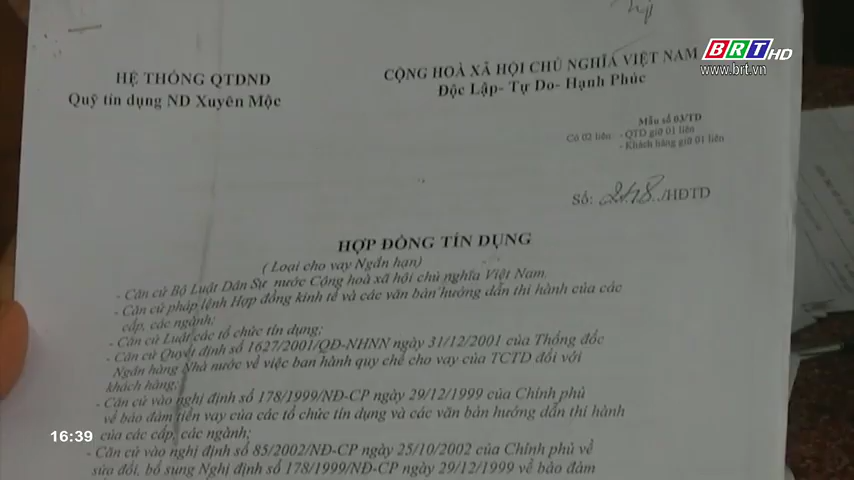 BRT HD
www.brt.vn
HỆ THỐNG QTDND
Quỹ tín dụng ND Xuyên Mộc
CỘNG HOÀ XÃ HỘI CHỦ NGHĨA VIỆT NAM
Độc Lập- Tự Do- Hạnh Phúc
Mẫu số 03/TD
Có 02 liên - QTD giữ 01 liên
- Khách hàng giữ 01 liên
Số: /HĐTD
HỢP ĐỒNG TÍN DỤNG
( Loại cho vay Ngắn hạn)
- Căn cứ Bộ Luật Dân Sự nước Cộng hoà xã hội chủ nghĩa Việt Nam.
- Căn cứ pháp lệnh Hợp đồng kinh tế và các văn bản hướng dẫn thi hành của các
cấp, các ngành;
- Căn cứ Luật các tổ chức tín dụng;
- Căn cứ Quyết định số 1627/2001/QĐ-NHNN ngày 31/12/2001 của Thống đốc
Ngân hàng Nhà nước về việc ban hành quy chế cho vay của TCTD đối với
khách hàng;
- Căn cứ vào nghị định số 178/1999/NĐ-CP ngày 29/12/1999 của Chính phủ
về bảo đảm tiền vay của các tổ chức tín dụng và các văn bản hướng dẫn thi hành
của các cấp, các ngành;
- Căn cứ vào nghị định số 85/2002/NĐ-CP ngày 25/10/2002 của Chính phủ về
sửa đổi, bổ sung Nghị định số 178/1999/NĐ-CP ngày 29/12/1999 về bảo đảm
16:39